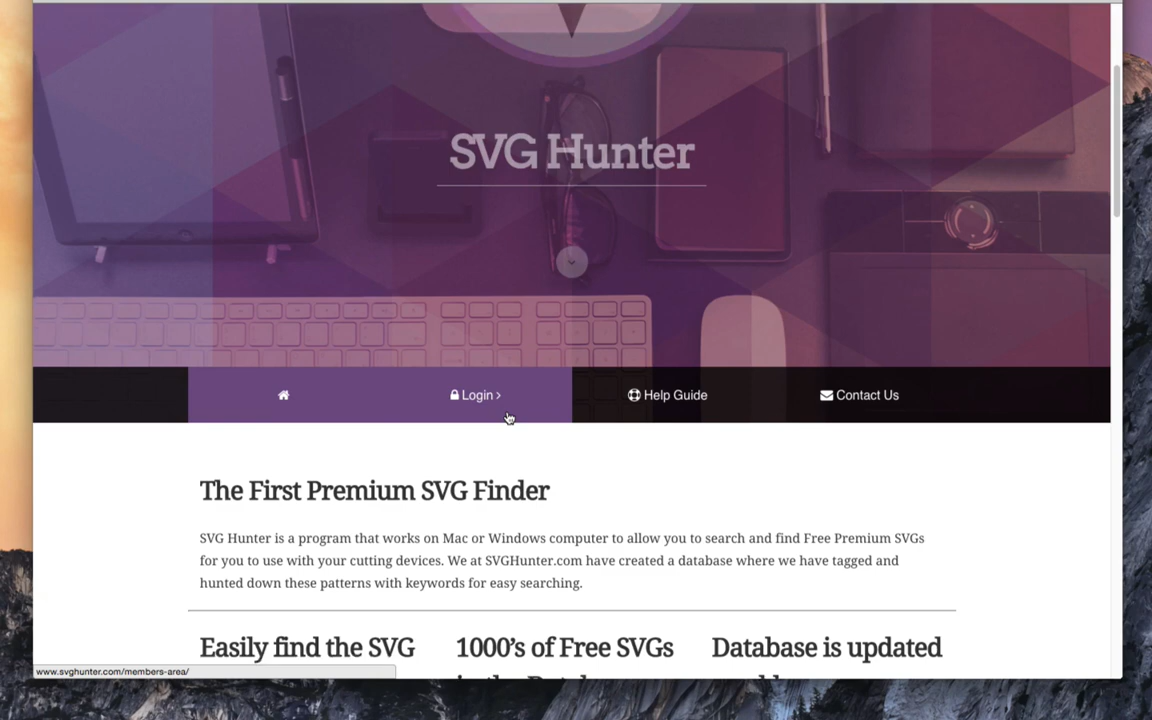 SVG Hunter
Login ›
Help Guide
Contact Us
The First Premium SVG Finder
SVG Hunter is a program that works on Mac or Windows computer to allow you to search and find Free Premium SVGs
for you to use with your cutting devices. We at SVGHunter.com have created a database where we have tagged and
hunted down these patterns with keywords for easy searching.
Easily find the SVG
1000’s of Free SVGs
Database is updated
www.svghunter.com/members-area/